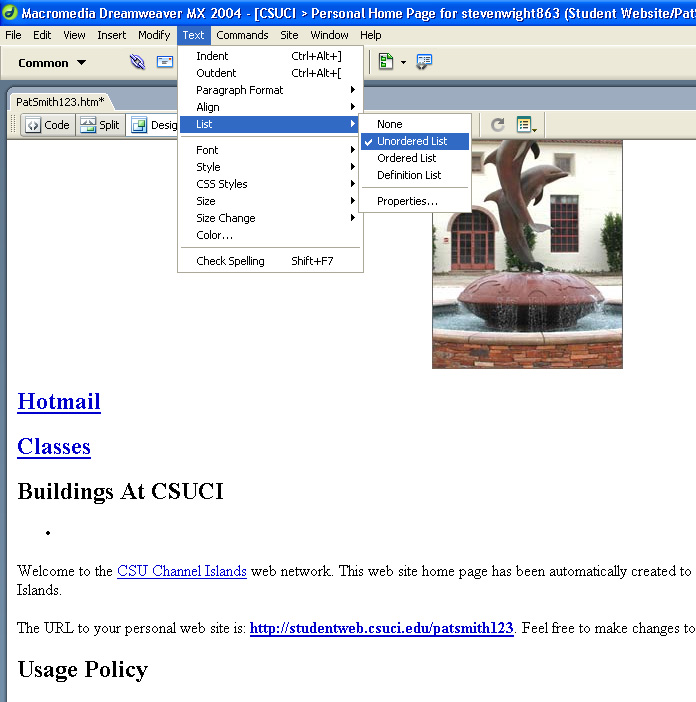 Macromedia Dreamweaver MX 2004 - [CSUCI > Personal Home Page for stevenwight863 (Student Website/Pat
File Edit View Insert Modify Text Commands Site Window Help
Common
Indent Ctrl+Alt+]
Outdent Ctrl+Alt+[
Paragraph Format
Align
List
Font
Style
CSS Styles
Size
Size Change
Color...
Check Spelling Shift+F7
None
Unordered List
Ordered List
Definition List
Properties...
PatSmith123.htm*
Code Split Desig
Hotmail
Classes
Buildings At CSUCI
•
Welcome to the CSU Channel Islands web network. This web site home page has been automatically created to
Islands.
The URL to your personal web site is: http://studentweb.csuci.edu/patsmith123. Feel free to make changes to
Usage Policy